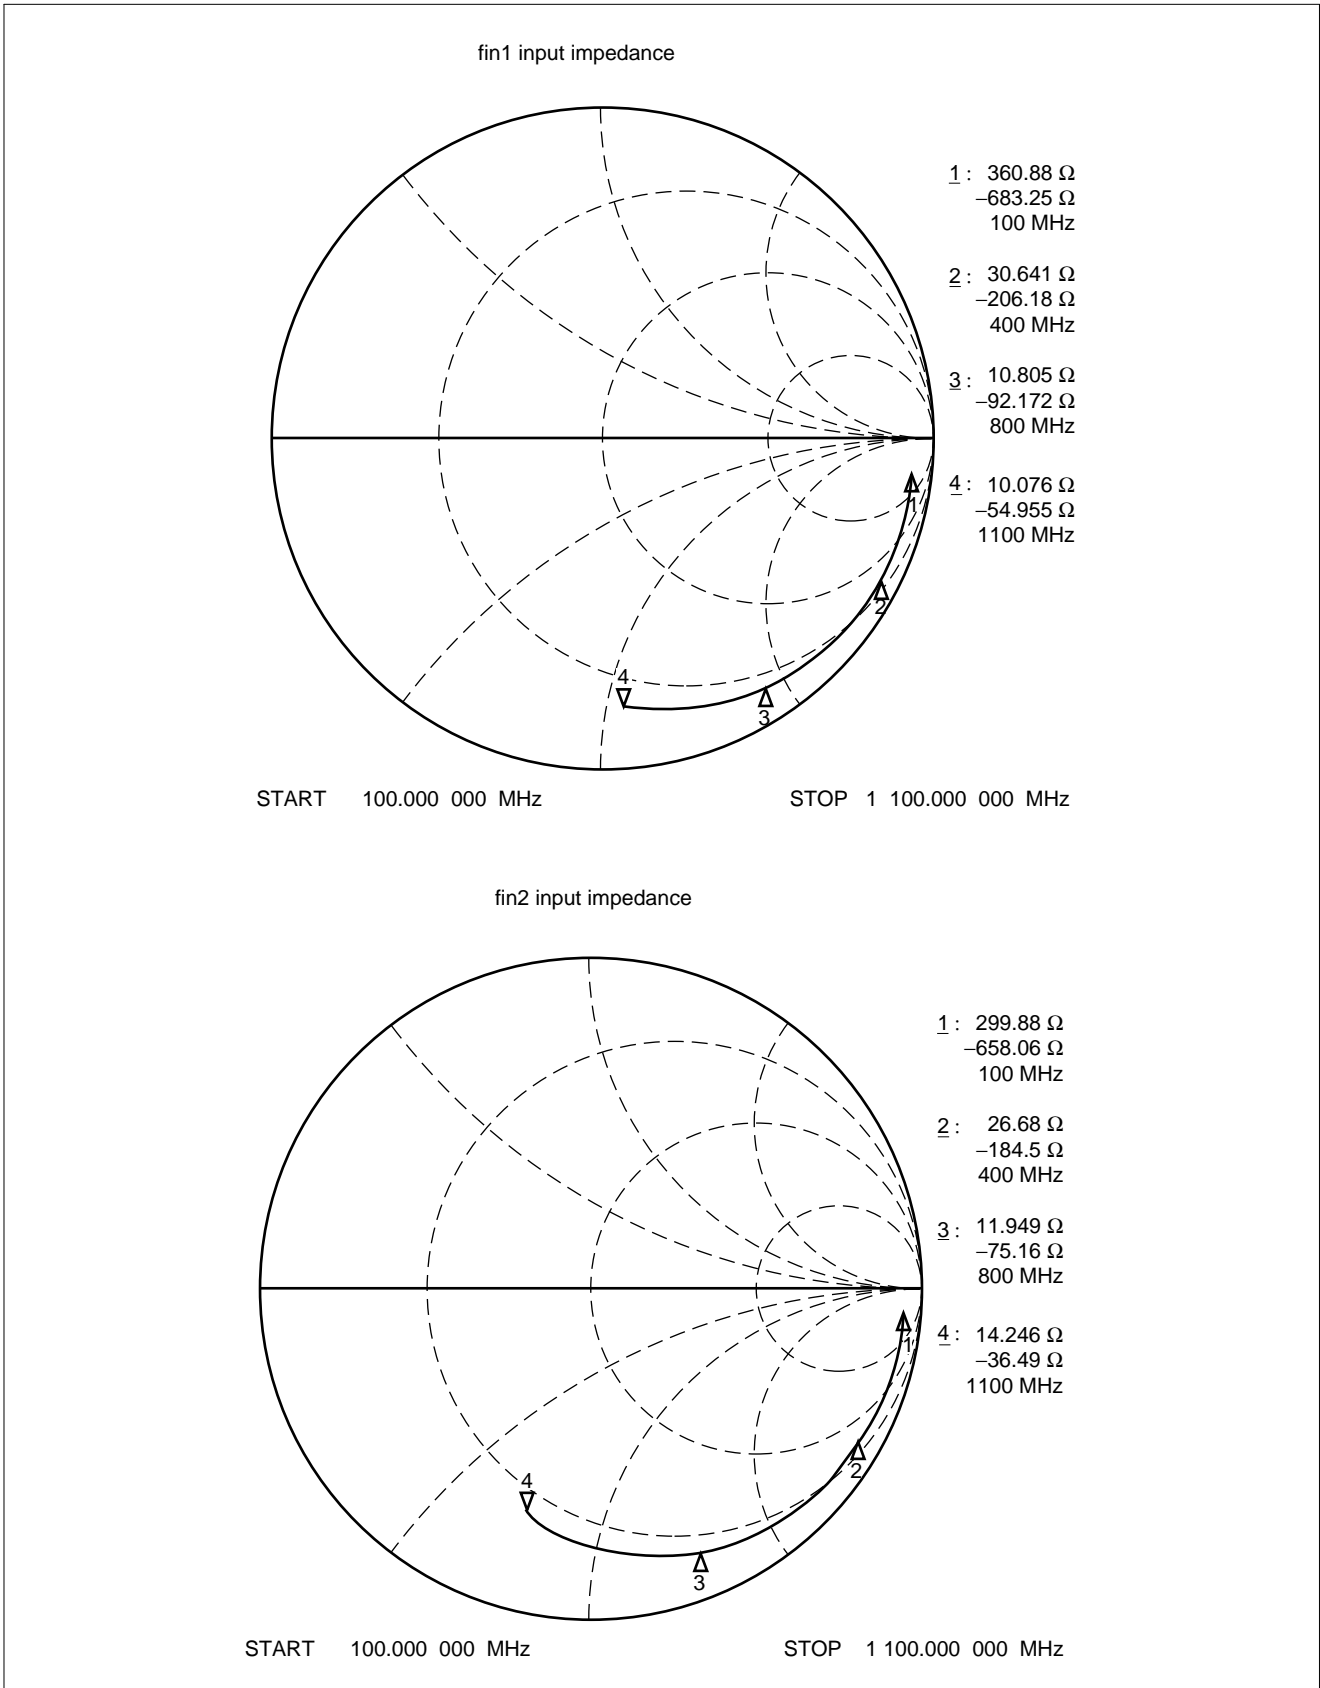 fin1 input impedance
1 : 360.88 Ω
–683.25 Ω
100 MHz
2 : 30.641 Ω
–206.18 Ω
400 MHz
3 : 10.805 Ω
–92.172 Ω
800 MHz
4 : 10.076 Ω
–54.955 Ω
1100 MHz
1
2
4
3
START 100.000 000 MHz STOP 1 100.000 000 MHz
fin2 input impedance
1 : 299.88 Ω
–658.06 Ω
100 MHz
2 : 26.68 Ω
–184.5 Ω
400 MHz
3 : 11.949 Ω
–75.16 Ω
800 MHz
4 : 14.246 Ω
–36.49 Ω
1100 MHz
1
2
4
3
START 100.000 000 MHz STOP 1 100.000 000 MHz